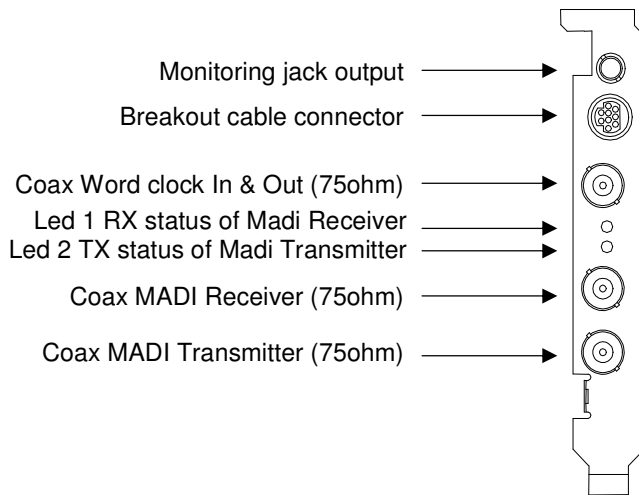 Monitoring jack output
Breakout cable connector
Coax Word clock In & Out (75ohm)
Led 1 RX status of Madi Receiver
Led 2 TX status of Madi Transmitter
Coax MADI Receiver (75ohm)
Coax MADI Transmitter (75ohm)